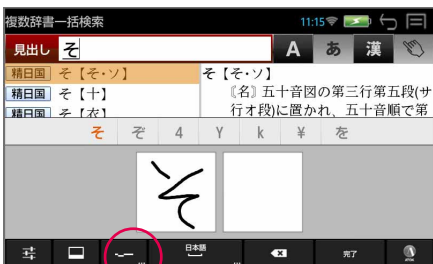 複数辞書一括検索 11:15
見出し そ A あ 漢
精日国 そ【そ・ソ】
精日国 そ【十】
精日国 そ【衣】
そ【そ・ソ】
〘名〙五十音図の第三行第五段(サ
行オ段)に置かれ、五十音順で第
そ ぞ 4 Y k ¥ を
そ
日本語 完了